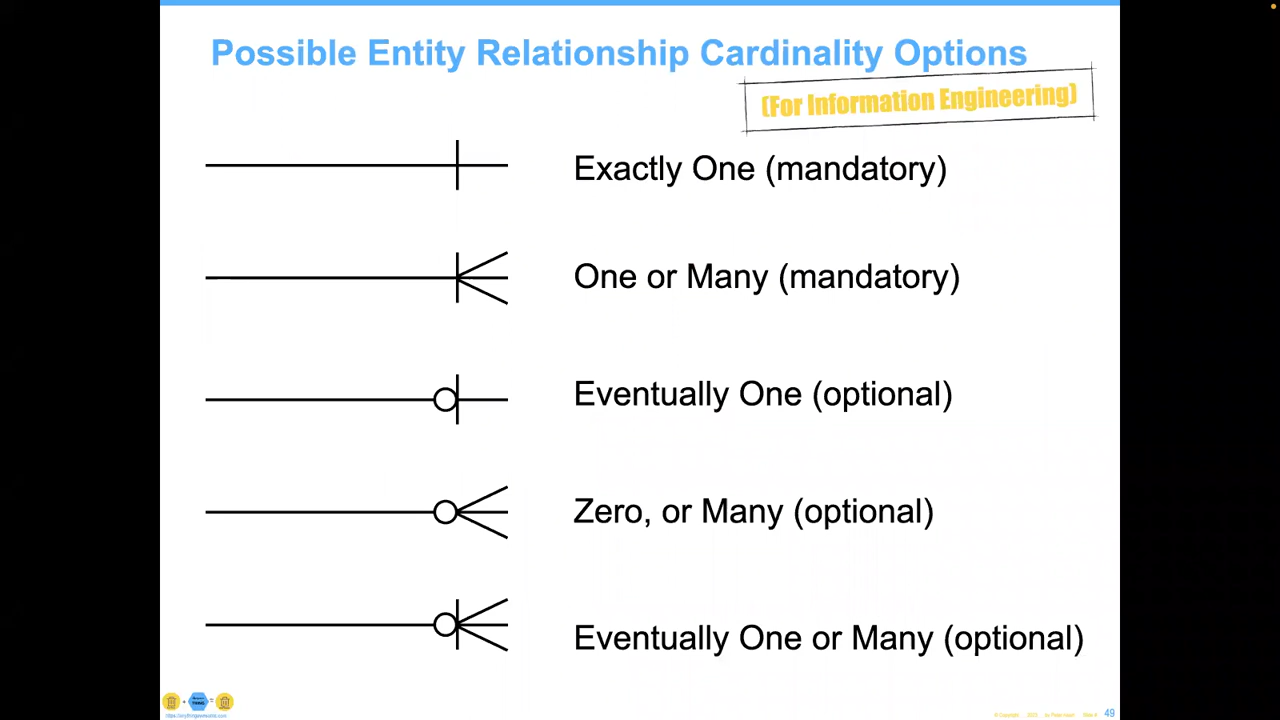 Possible Entity Relationship Cardinality Options
(For Information Engineering)
Exactly One (mandatory)
One or Many (mandatory)
Eventually One (optional)
Zero, or Many (optional)
Eventually One or Many (optional)
49